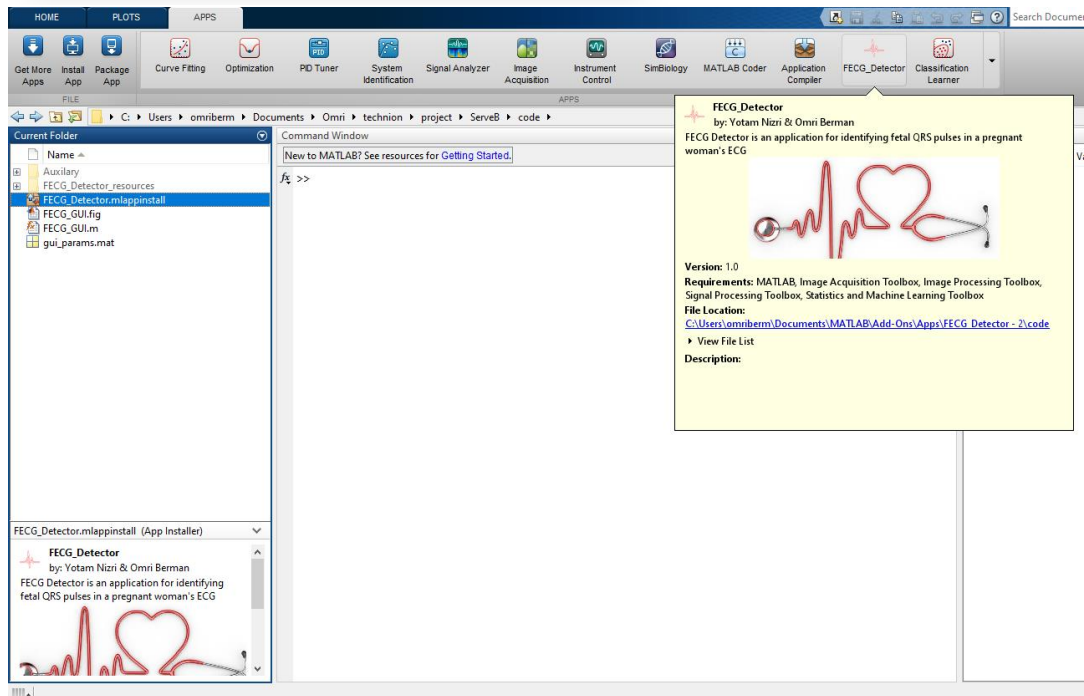 HOME PLOTS APPS
Search Documen
Get More Apps
Install App
Package App
Curve Fitting
Optimization
PID Tuner
System Identification
Signal Analyzer
Image Acquisition
Instrument Control
SimBiology
MATLAB Coder
Application Compiler
FECG_Detector
Classification Learner
FILE
APPS
C: Users omriberm Documents Omri technion project ServeB code
Current Folder
Name
Auxilary
FECG_Detector_resources
FECG_Detector.mlappinstall
FECG_GUI.fig
FECG_GUI.m
gui_params.mat
Command Window
New to MATLAB? See resources for Getting Started.
fx >>
FECG_Detector
by: Yotam Nizri & Omri Berman
FECG Detector is an application for identifying fetal QRS pulses in a pregnant
woman's ECG
Version: 1.0
Requirements: MATLAB, Image Acquisition Toolbox, Image Processing Toolbox,
Signal Processing Toolbox, Statistics and Machine Learning Toolbox
File Location:
C:\Users\omriberm\Documents\MATLAB\Add-Ons\Apps\FECG Detector - 2\code
View File List
Description:
Va
FECG_Detector.mlappinstall (App Installer)
FECG_Detector
by: Yotam Nizri & Omri Berman
FECG Detector is an application for identifying
fetal QRS pulses in a pregnant woman's ECG